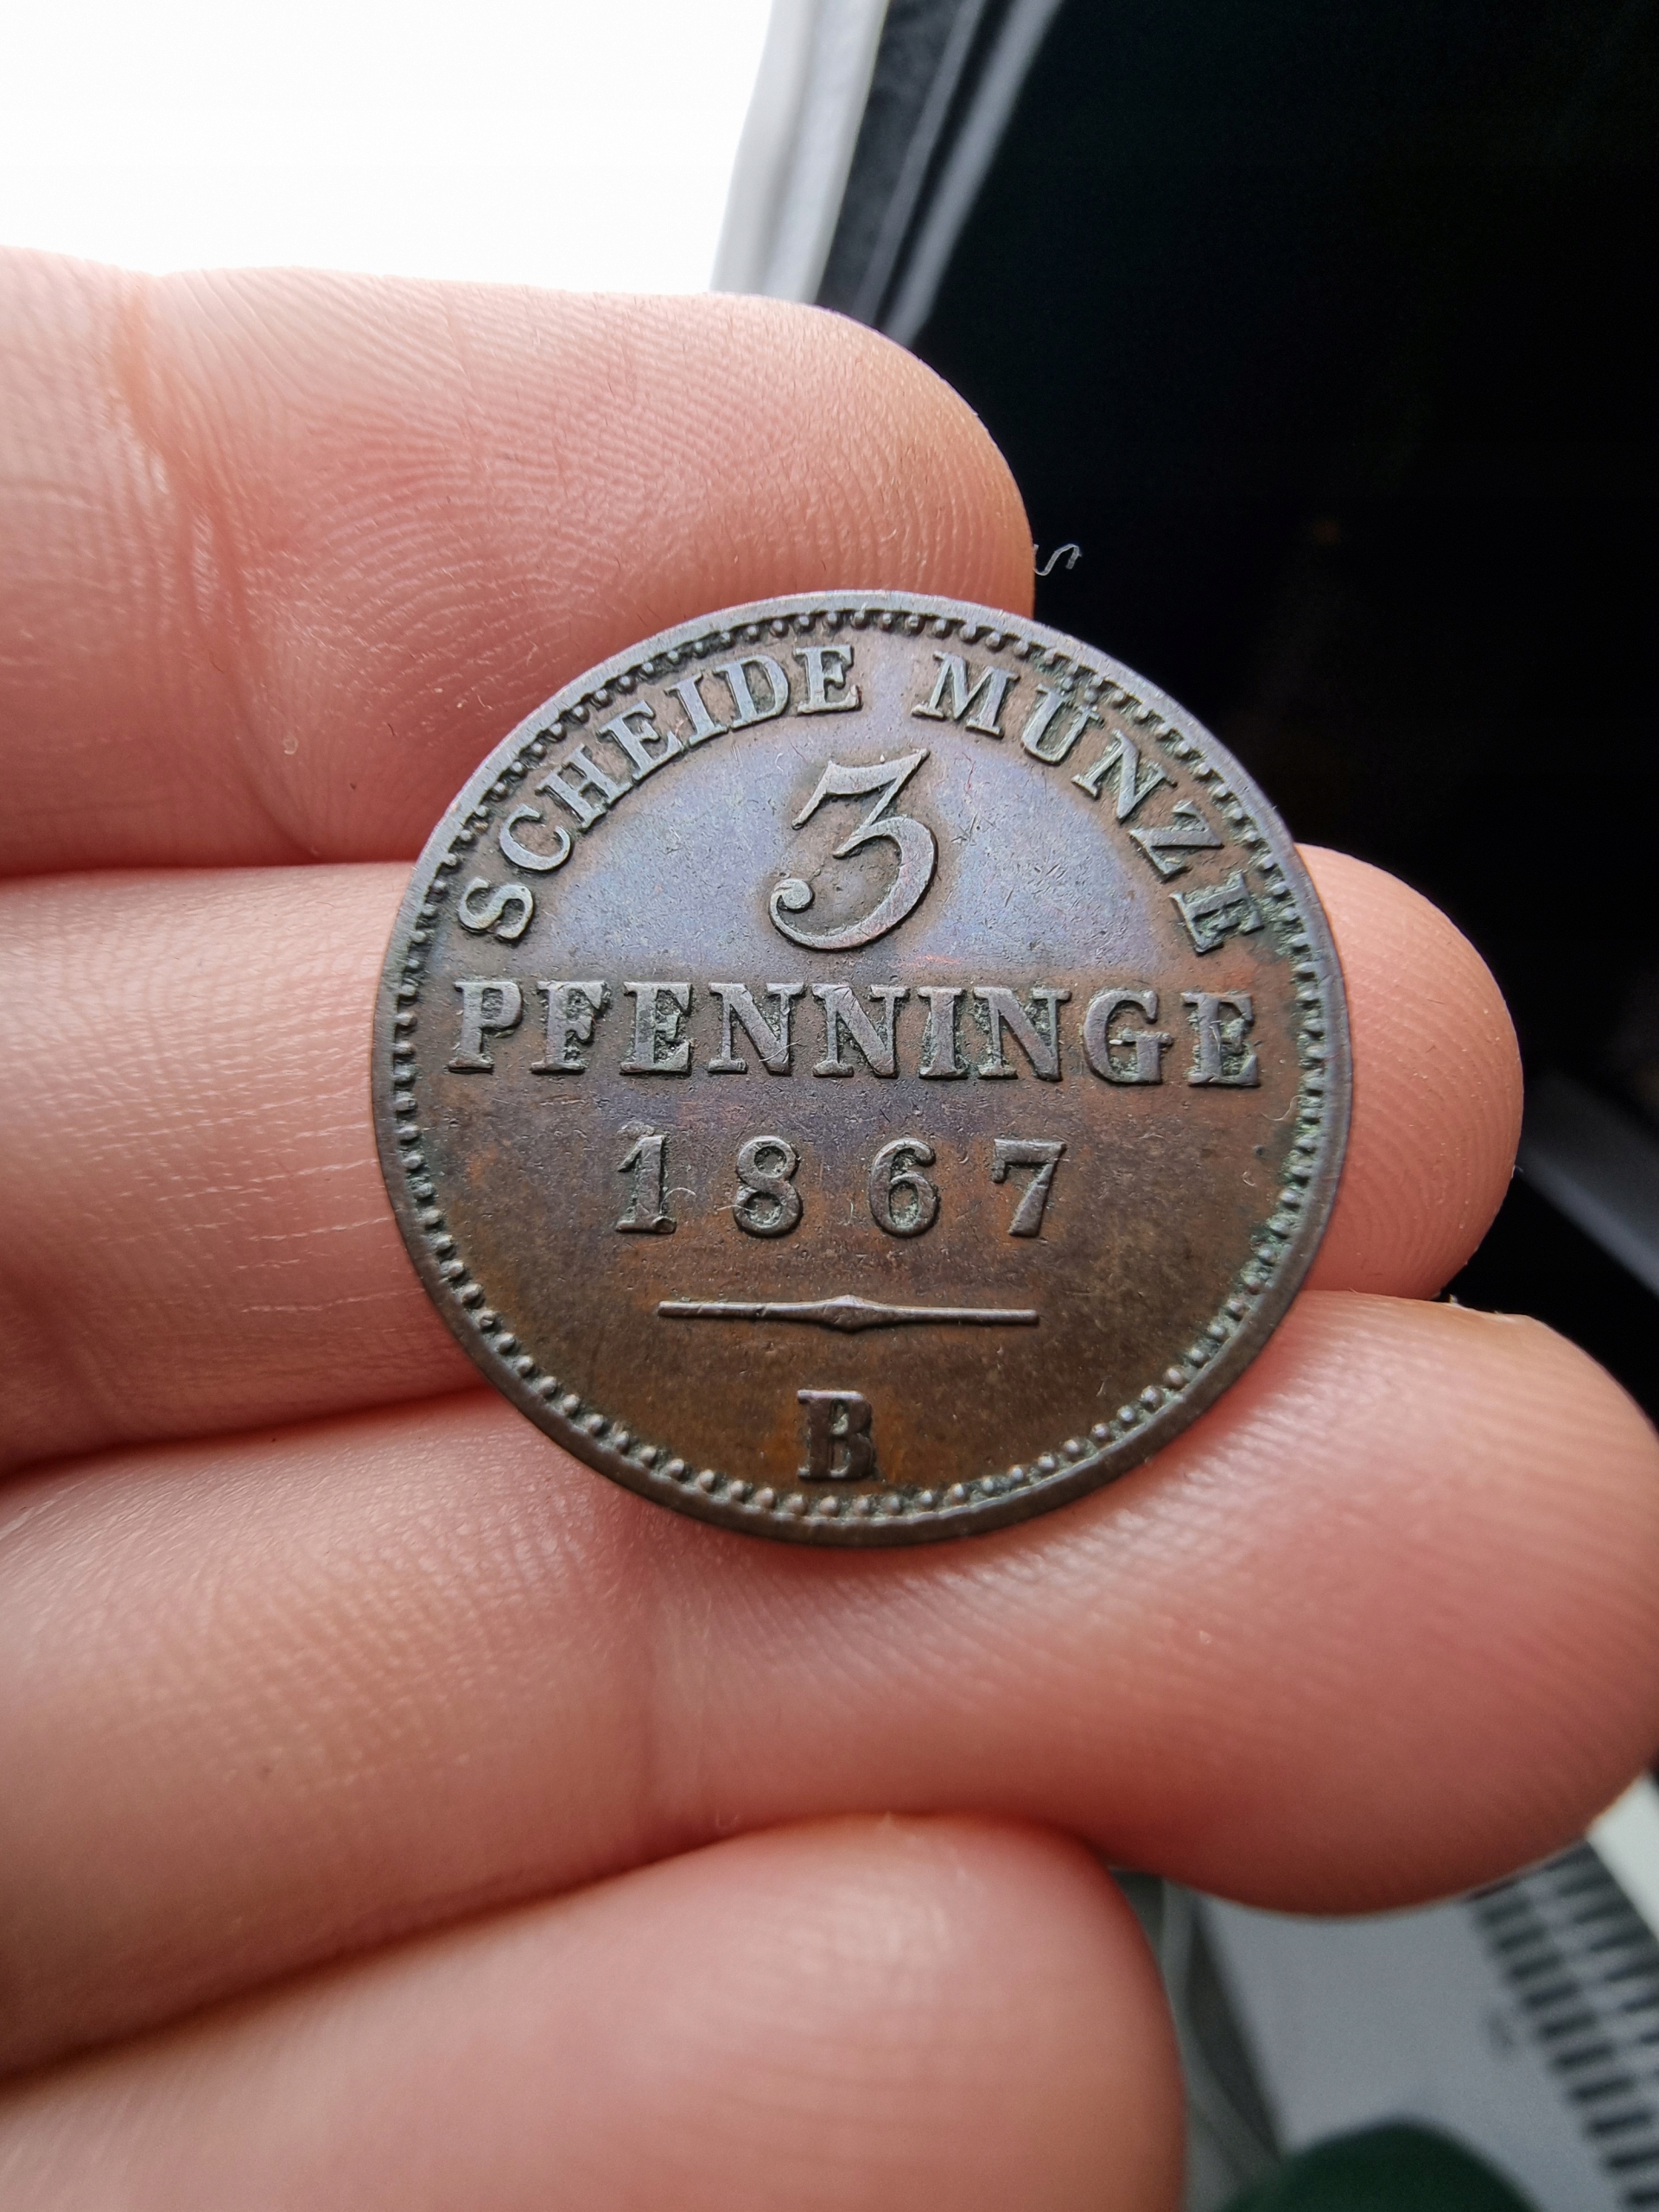 SCHEIDE MÜNZE
3
PFENNINGE
1867
B